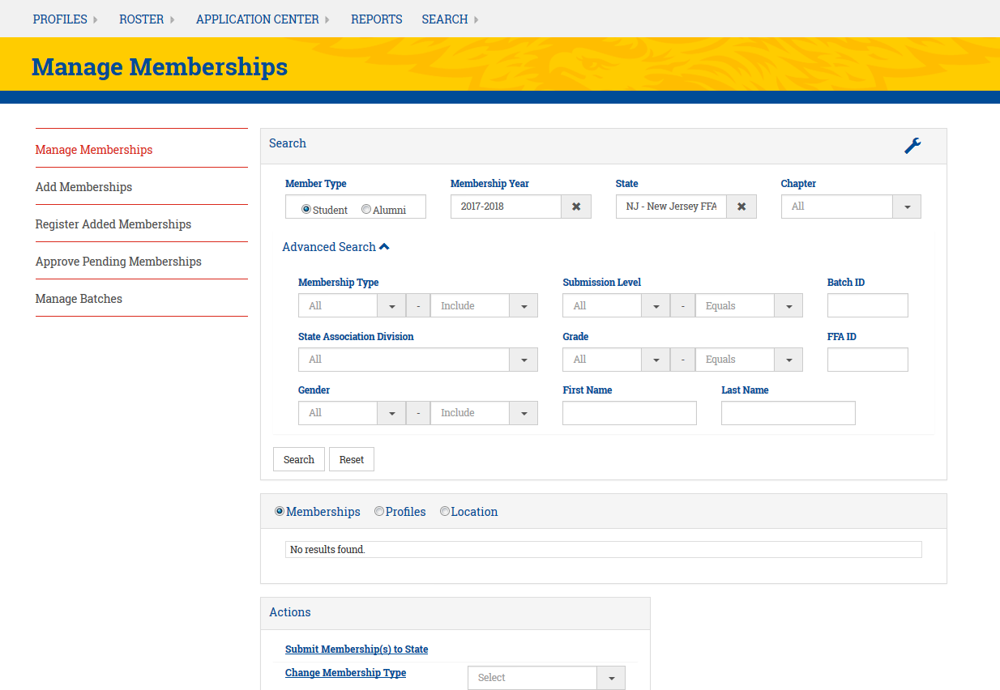 PROFILES ROSTER APPLICATION CENTER REPORTS SEARCH
Manage Memberships
Manage Memberships
Add Memberships
Register Added Memberships
Approve Pending Memberships
Manage Batches
Search
Member Type Membership Year State Chapter
Student Alumni 2017-2018 NJ - New Jersey FFA All
Advanced Search
Membership Type Submission Level Batch ID
All - Include All - Equals
State Association Division Grade FFA ID
All All - Equals
Gender First Name Last Name
All - Include
Search Reset
Memberships Profiles Location
No results found.
Actions
Submit Membership(s) to State
Change Membership Type Select